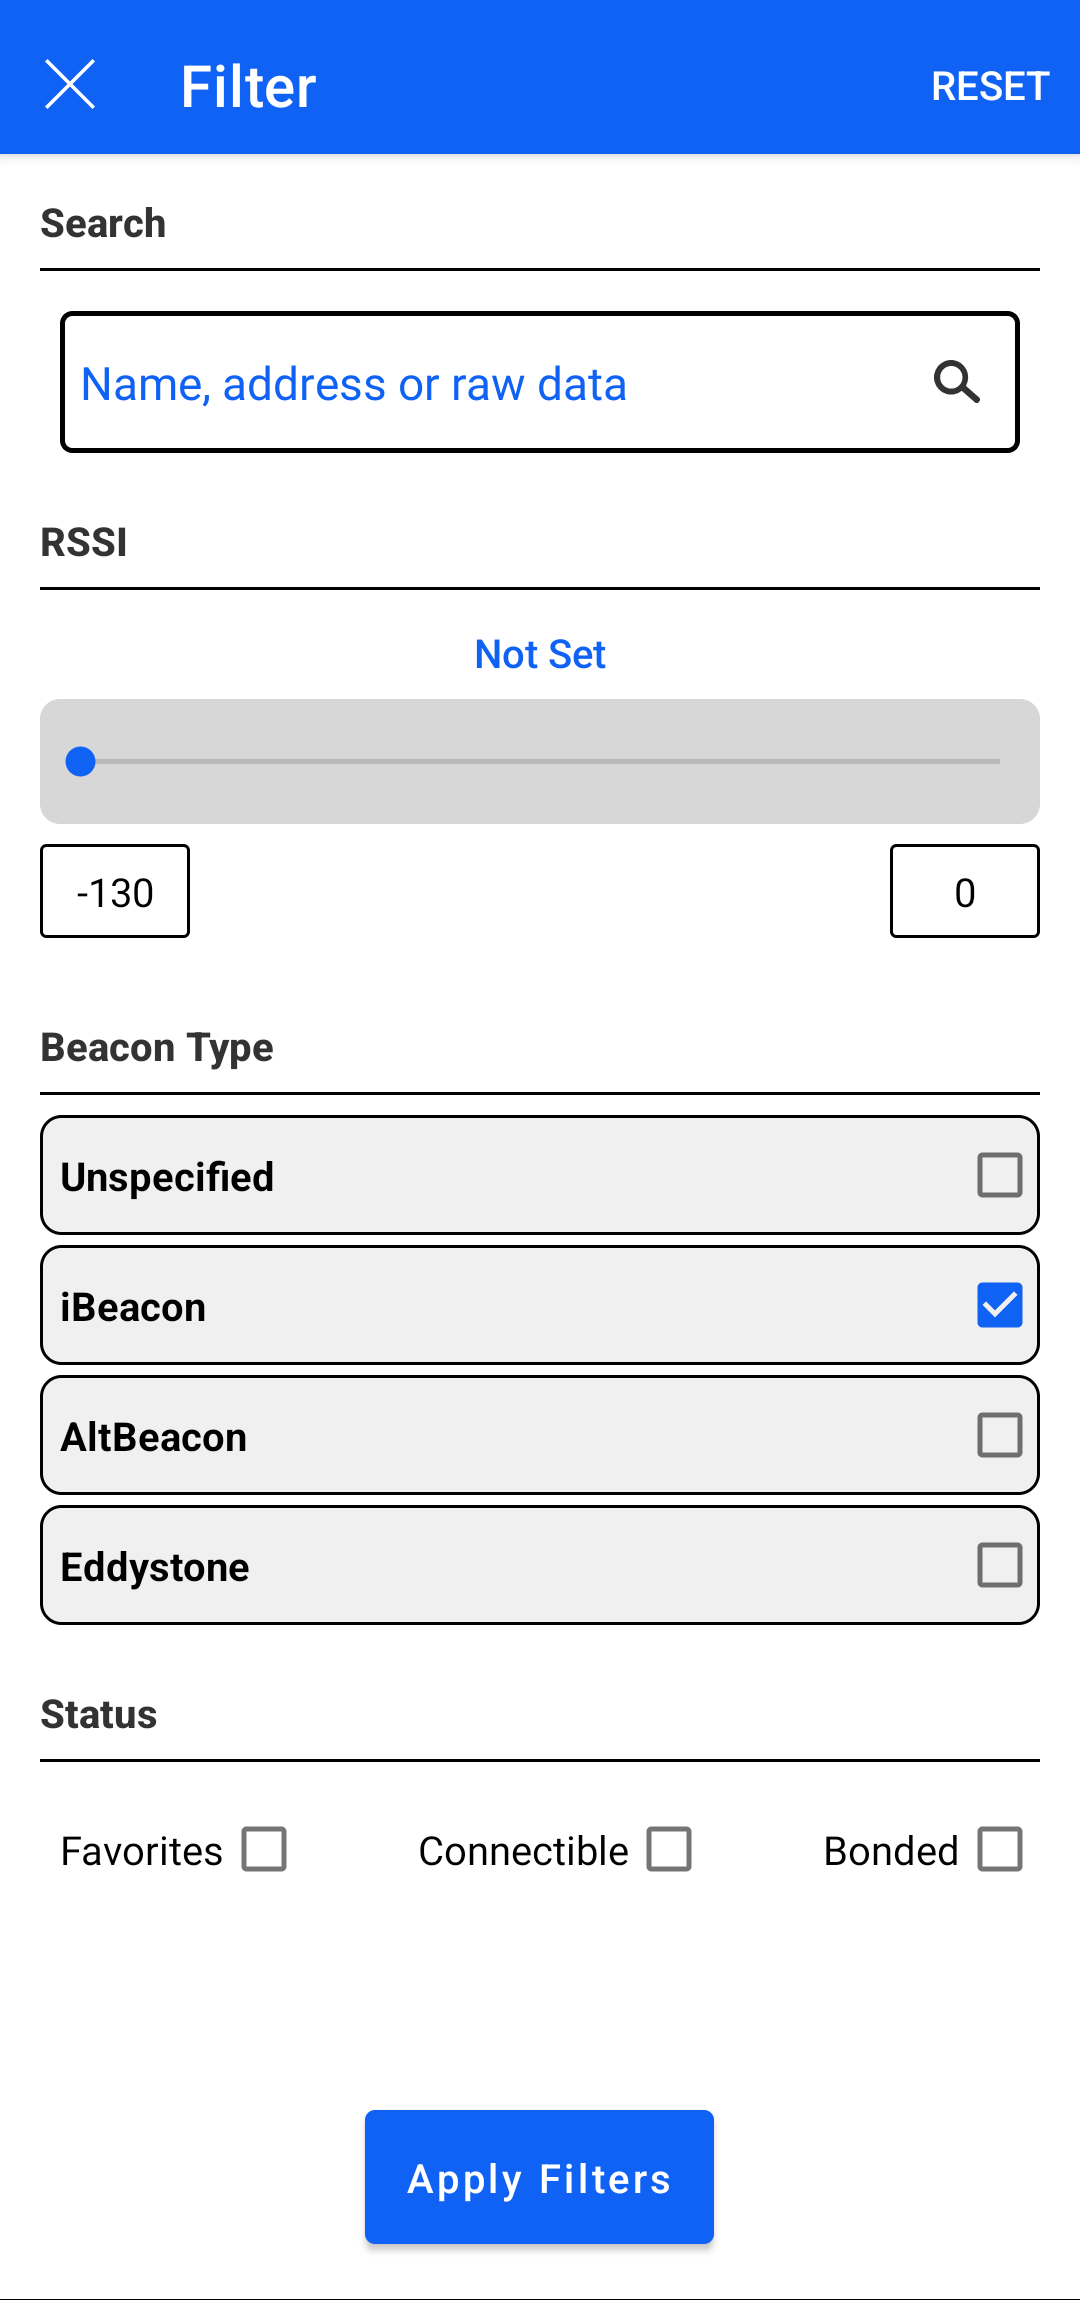 Filter
RESET
Search
Name, address or raw data
RSSI
Not Set
-130
0
Beacon Type
Unspecified
iBeacon
AltBeacon
Eddystone
Status
Favorites
Connectible
Bonded
Apply Filters